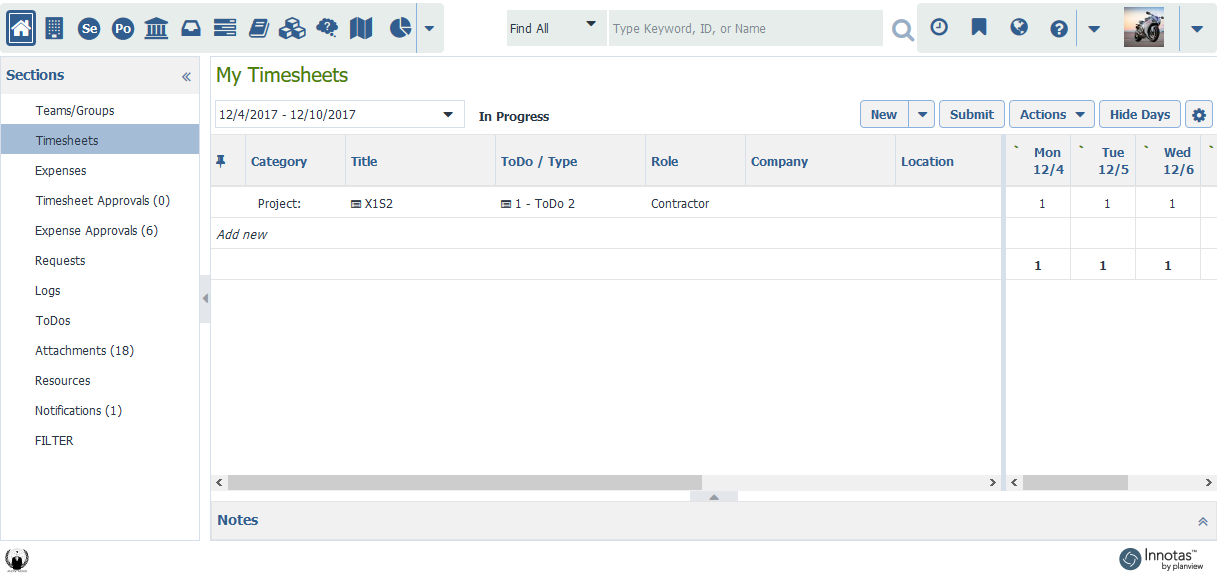 Se
Po
Find All
Type Keyword, ID, or Name
Sections
Teams/Groups
Timesheets
Expenses
Timesheet Approvals (0)
Expense Approvals (6)
Requests
Logs
ToDos
Attachments (18)
Resources
Notifications (1)
FILTER
My Timesheets
12/4/2017 - 12/10/2017
In Progress
New
Submit
Actions
Hide Days
Category
Title
ToDo / Type
Role
Company
Location
Mon 12/4
Tue 12/5
Wed 12/6
Project:
X1S2
1 - ToDo 2
Contractor
1
1
1
Add new
1
1
1
Notes
Innotas™
by planview